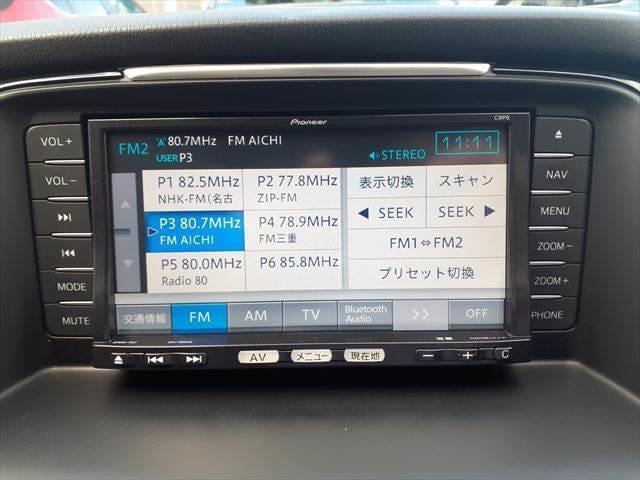 Pioneer
C9P6
FM2 A 80.7MHz FM AICHI
USER P3
STEREO
11:11
P1 82.5MHz
NHK-FM(名古
P2 77.8MHz
ZIP-FM
P3 80.7MHz
FM AICHI
P4 78.9MHz
FM三重
P5 80.0MHz
Radio 80
P6 85.8MHz
表示切換
スキャン
◀ SEEK
SEEK ▶
FM1⇔FM2
プリセット切換
交通情報
FM
AM
TV
Bluetooth
Audio
>>
OFF
AV
メニュー
現在地
− + C
VOL+
VOL−
MODE
MUTE
NAV
MENU
ZOOM−
ZOOM+
PHONE